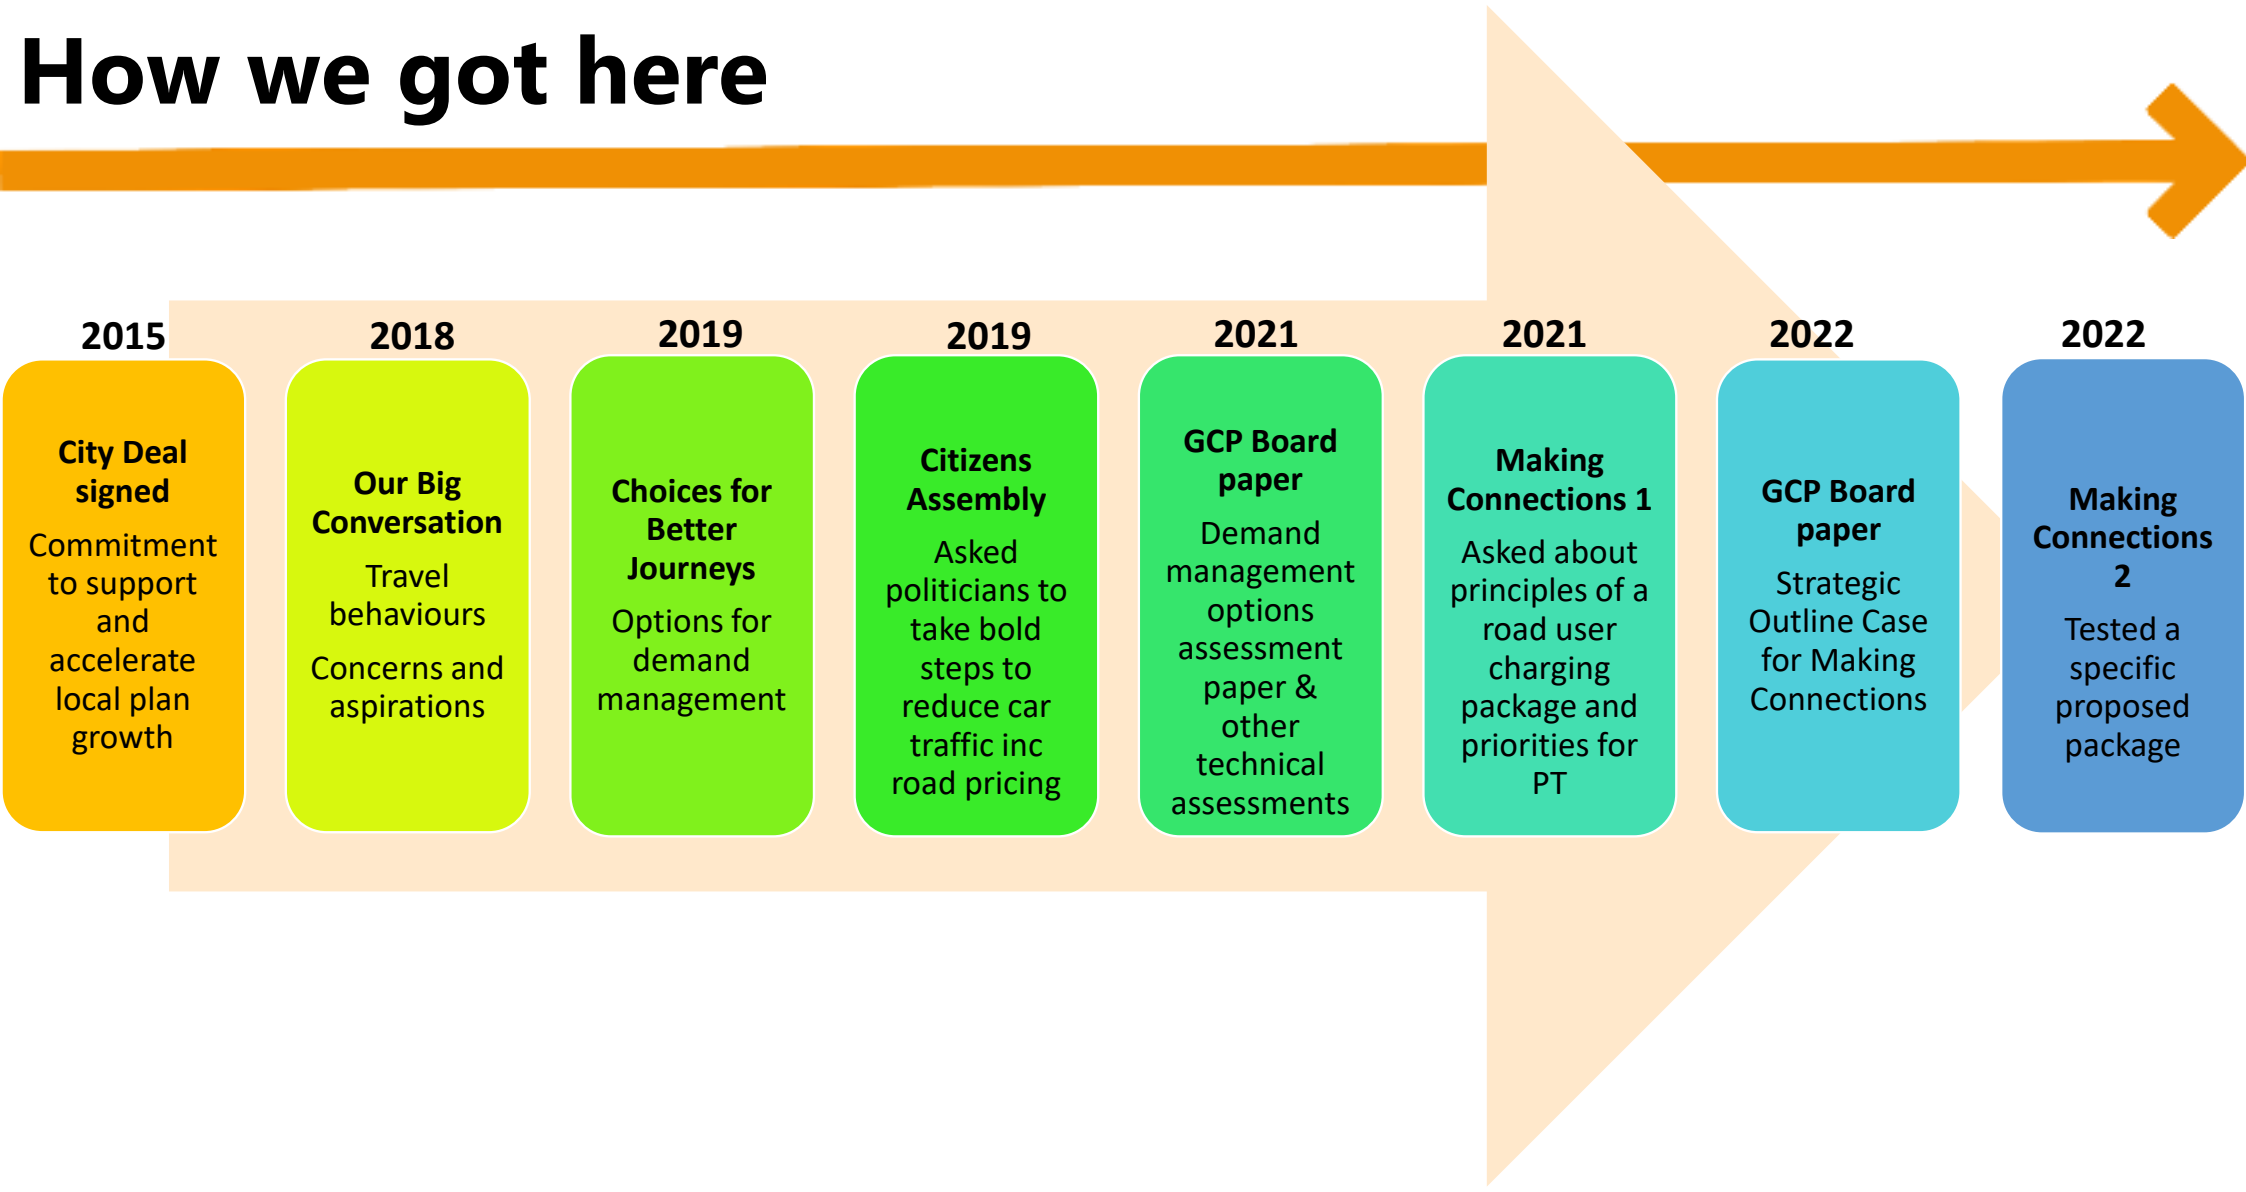 How we got here
2015
City Deal
signed
Commitment
to support
and
accelerate
local plan
growth
2018
Our Big
Conversation
Travel
behaviours
Concerns and
aspirations
2019
Choices for
Better
Journeys
Options for
demand
management
2019
Citizens
Assembly
Asked
politicians to
take bold
steps to
reduce car
traffic inc
road pricing
2021
GCP Board
paper
Demand
management
options
assessment
paper &
other
technical
assessments
2021
Making
Connections 1
Asked about
principles of a
road user
charging
package and
priorities for
PT
2022
GCP Board
paper
Strategic
Outline Case
for Making
Connections
2022
Making
Connections
2
Tested a
specific
proposed
package